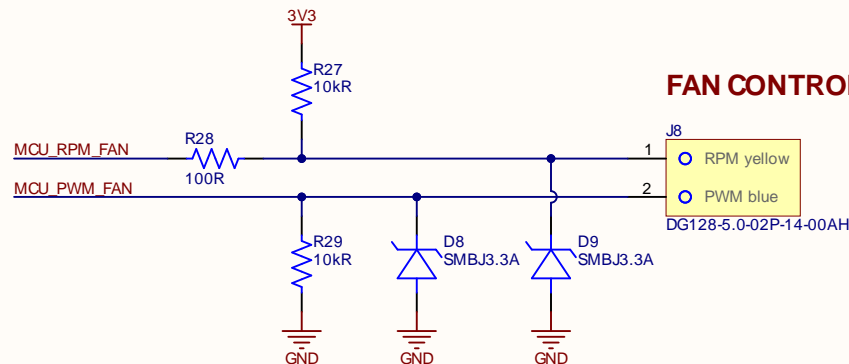 3V3
R27
10kR
FAN CONTROL
J8
R28
MCU_RPM_FAN
1
RPM yellow
100R
MCU_PWM_FAN
2
PWM blue
DG128-5.0-02P-14-00AH
R29
10kR
D8
SMBJ3.3A
D9
SMBJ3.3A
GND
GND
GND